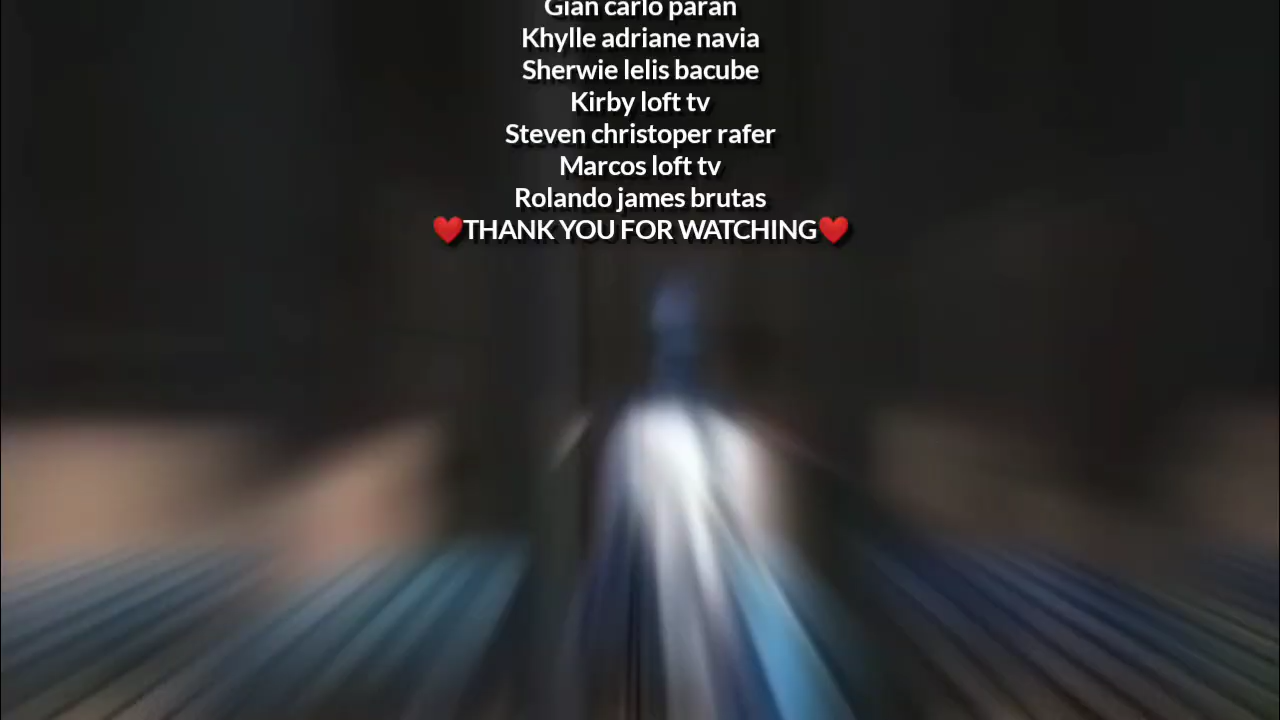 Gian carlo paran
Khylle adriane navia
Sherwie lelis bacube
Kirby loft tv
Steven christoper rafer
Marcos loft tv
Rolando james brutas
❤️THANK YOU FOR WATCHING❤️